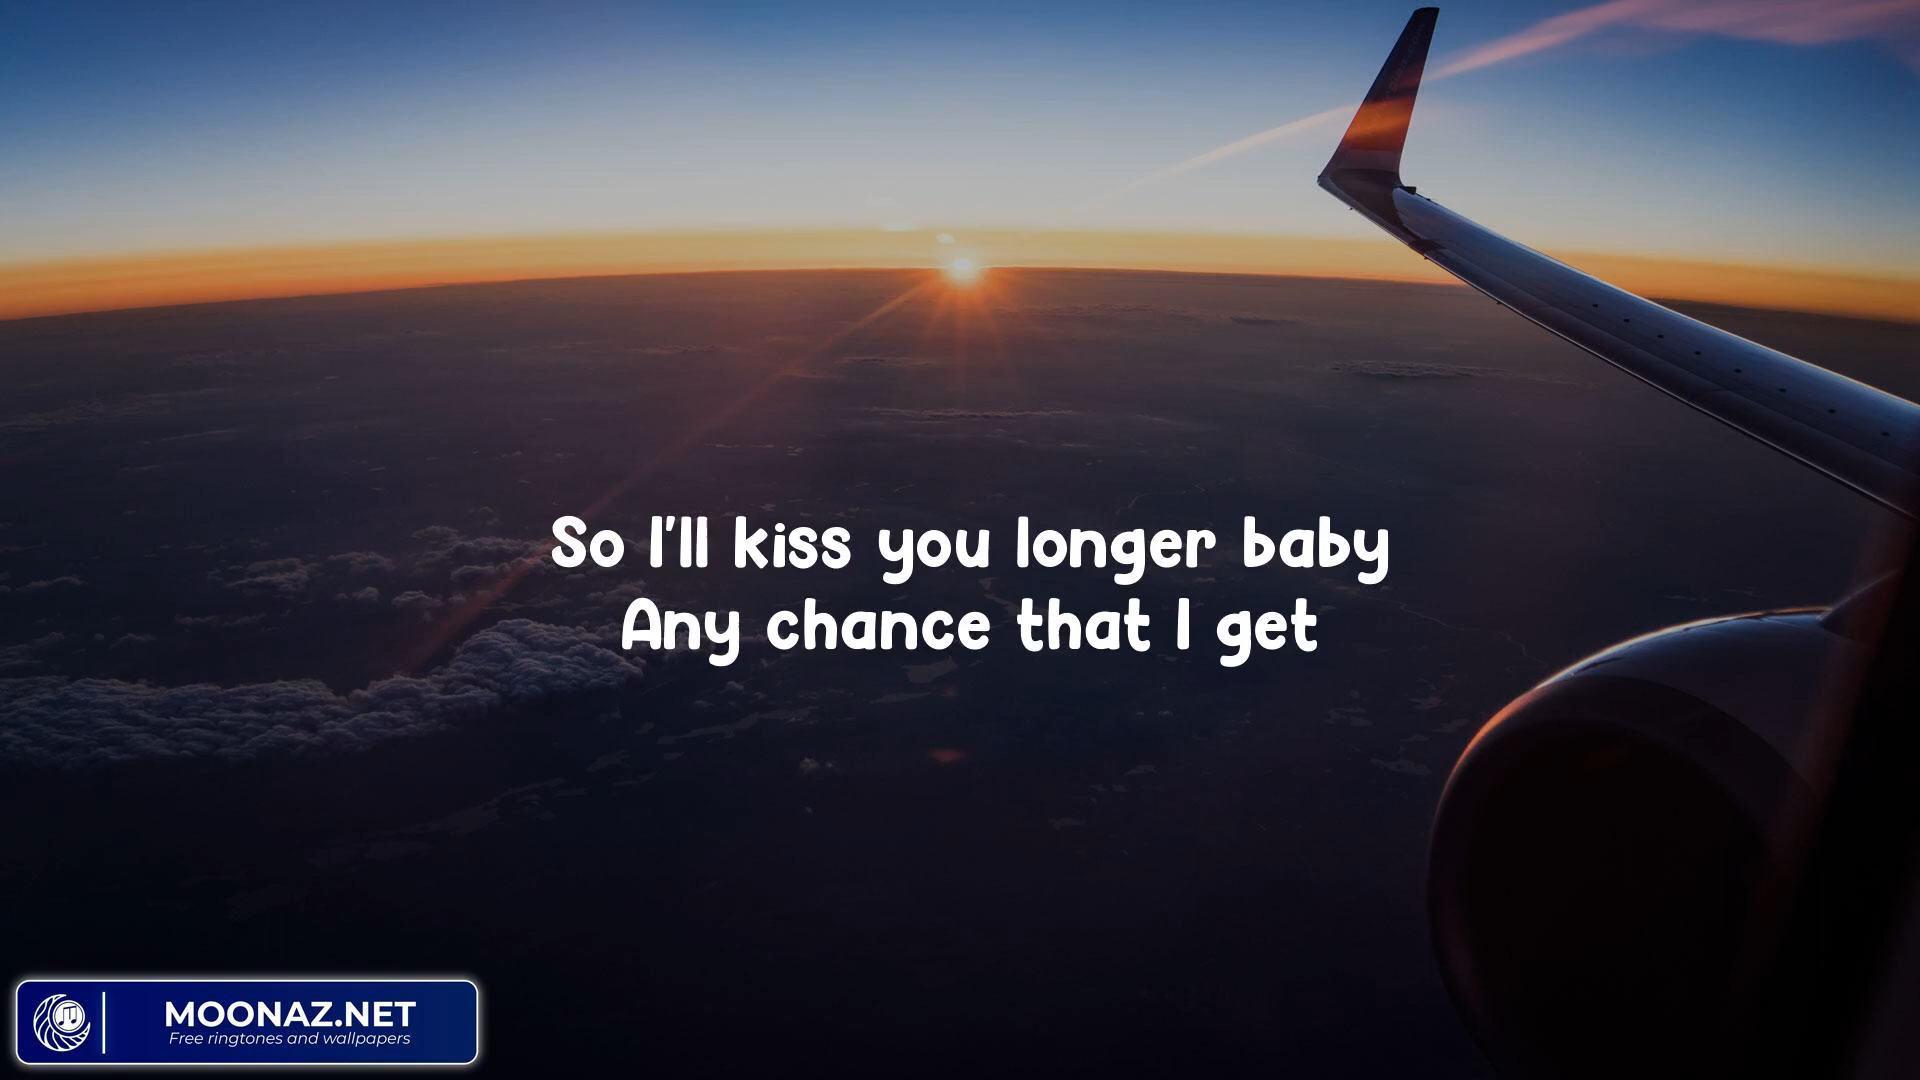 So I'll kiss you longer baby
Any chance that I get
MOONAZ.NET
Free ringtones and wallpapers